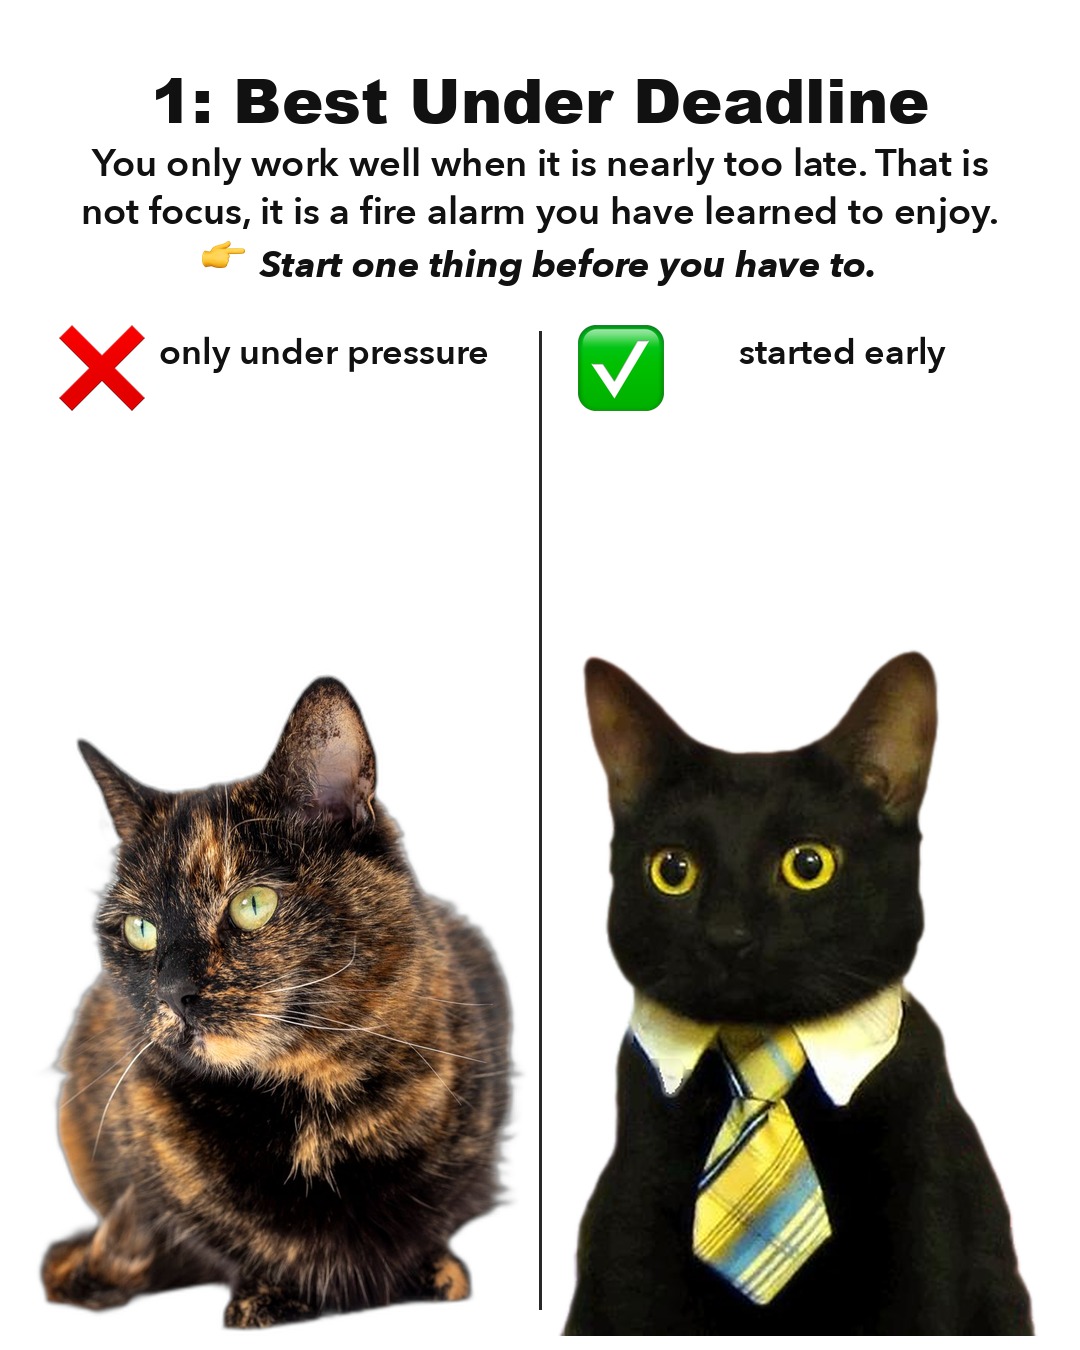 1: Best Under Deadline
You only work well when it is nearly too late. That is
not focus, it is a fire alarm you have learned to enjoy.
👉 Start one thing before you have to.
❌ only under pressure
✅ started early